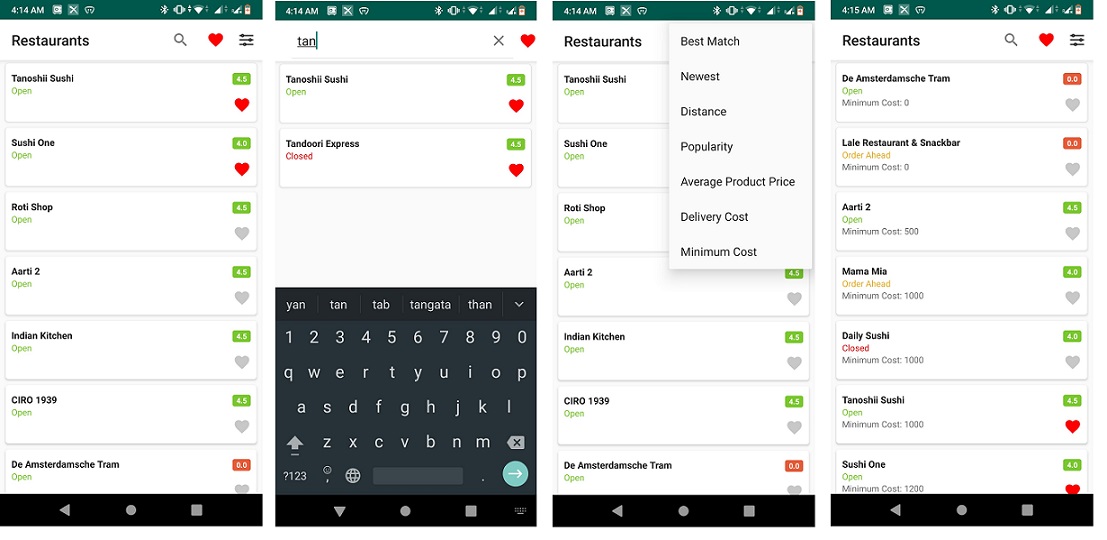 4:14 AM
Restaurants
Tanoshii Sushi
4.5
Open
Sushi One
4.0
Open
Roti Shop
4.5
Open
Aarti 2
4.5
Open
Indian Kitchen
4.5
Open
CIRO 1939
4.5
Open
De Amsterdamsche Tram
0.0
Open
4:14 AM
tan
Tanoshii Sushi
4.5
Open
Tandoori Express
4.5
Closed
yan tan tab tangata than
1 2 3 4 5 6 7 8 9 0
q w e r t y u i o p
a s d f g h j k l
z x c v b n m
?123 , .
4:14 AM
Restaurants
Best Match
Newest
Distance
Popularity
Average Product Price
Delivery Cost
Minimum Cost
Tanoshii Sushi
Open
Sushi One
Open
Roti Shop
Open
Aarti 2
4.5
Open
Indian Kitchen
4.5
Open
CIRO 1939
4.5
Open
De Amsterdamsche Tram
0.0
Open
4:15 AM
Restaurants
De Amsterdamsche Tram
0.0
Open
Minimum Cost: 0
Lale Restaurant & Snackbar
0.0
Order Ahead
Minimum Cost: 0
Aarti 2
4.5
Open
Minimum Cost: 500
Mama Mia
4.0
Order Ahead
Minimum Cost: 1000
Daily Sushi
4.0
Closed
Minimum Cost: 1000
Tanoshii Sushi
4.5
Open
Minimum Cost: 1000
Sushi One
4.0
Open
Minimum Cost: 1200